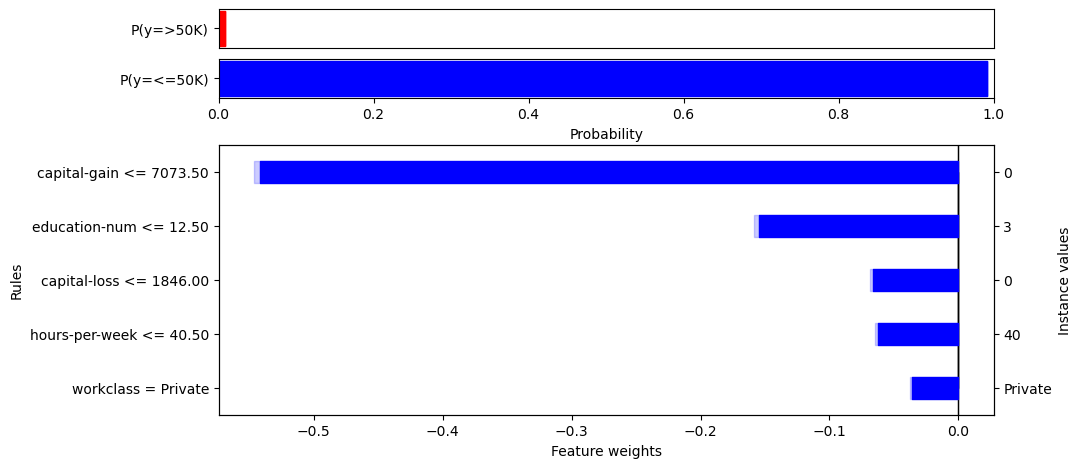 P(y=>50K)
P(y=<=50K)
0.0 0.2 0.4 0.6 0.8 1.0
Probability
capital-gain <= 7073.50 0
education-num <= 12.50 3
capital-loss <= 1846.00 0
hours-per-week <= 40.50 40
workclass = Private Private
Rules
Instance values
−0.5 −0.4 −0.3 −0.2 −0.1 0.0
Feature weights